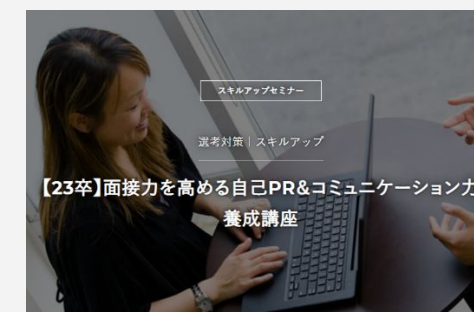 スキルアップセミナー
選考対策｜スキルアップ
【23卒】面接力を高める自己PR&コミュニケーション力
養成講座